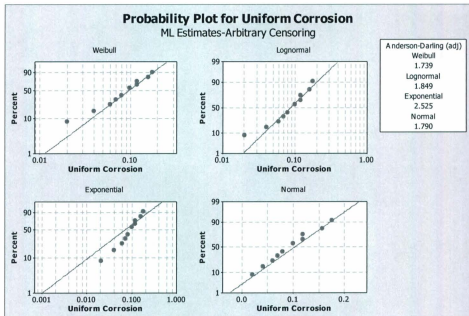 Probability Plot for Uniform Corrosion
ML Estimates-Arbitrary Censoring
Anderson-Darling (adj)
Weibull
1.739
Lognormal
1.849
Exponential
2.525
Normal
1.790
Weibull
Percent
90
50
10
1
0.01
0.10
Uniform Corrosion
Lognormal
Percent
99
90
50
10
1
0.01
0.10
1.00
Uniform Corrosion
Exponential
Percent
90
50
10
1
0.001
0.010
0.100
1.000
Uniform Corrosion
Normal
Percent
99
90
50
10
1
0.0
0.1
0.2
Uniform Corrosion